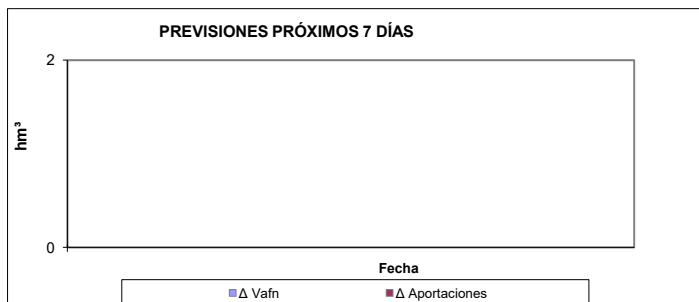 PREVISIONES PRÓXIMOS 7 DÍAS
2
hm³
0
Fecha
Δ Vafn Δ Aportaciones